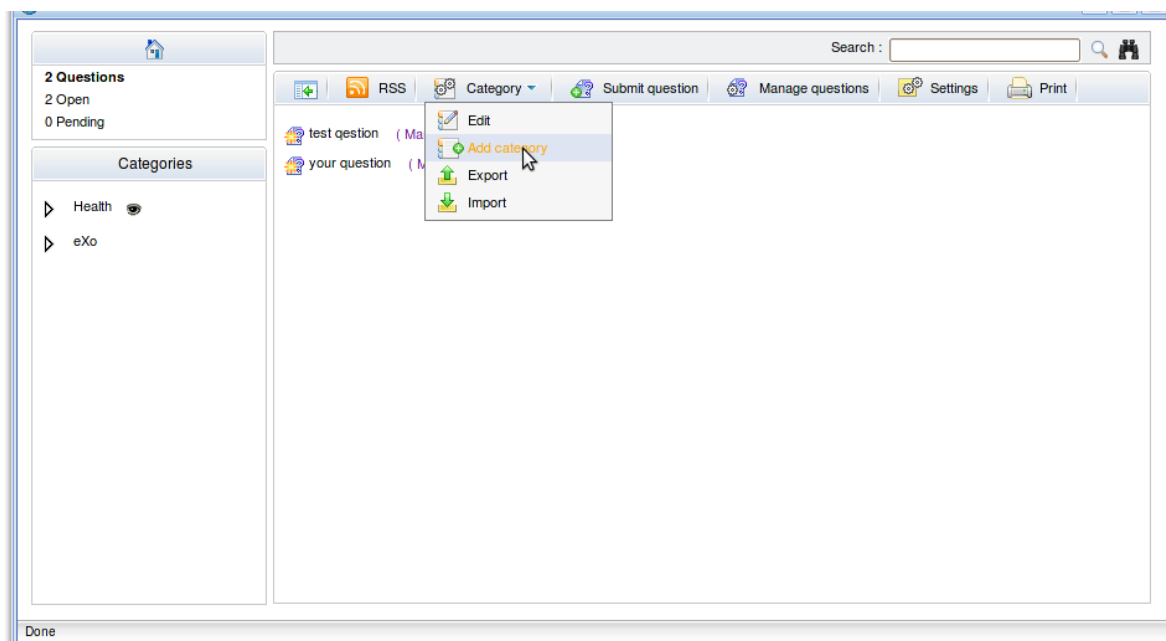 Search :
2 Questions
2 Open
0 Pending
RSS Category Submit question Manage questions Settings Print
Edit
Add category
Export
Import
test qestion ( Ma
your question ( M
Categories
Health
eXo
Done